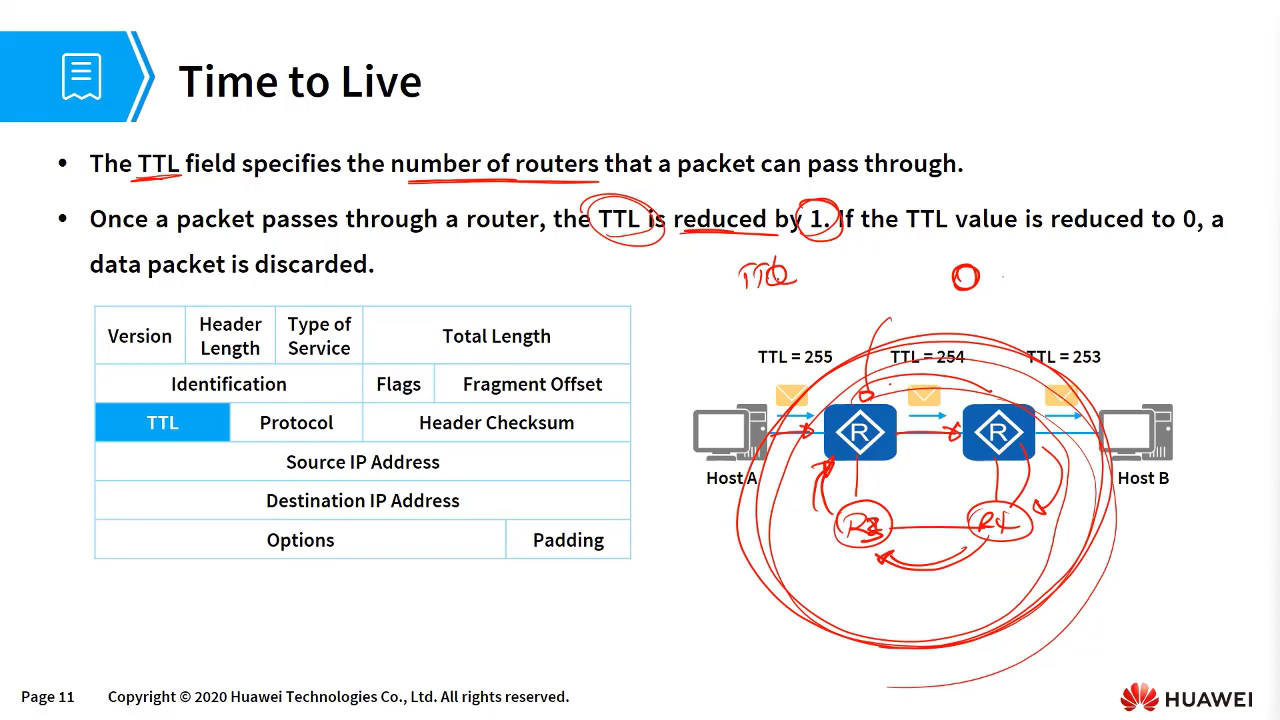 Time to Live
• The TTL field specifies the number of routers that a packet can pass through.
• Once a packet passes through a router, the TTL is reduced by 1. If the TTL value is reduced to 0, a
data packet is discarded.
TTL 0
Version Header Length Type of Service Total Length
Identification Flags Fragment Offset
TTL Protocol Header Checksum
Source IP Address
Destination IP Address
Options Padding
TTL = 255 TTL = 254 TTL = 253
R R
Host A Host B
R3 R4
Page 11 Copyright © 2020 Huawei Technologies Co., Ltd. All rights reserved.
HUAWEI